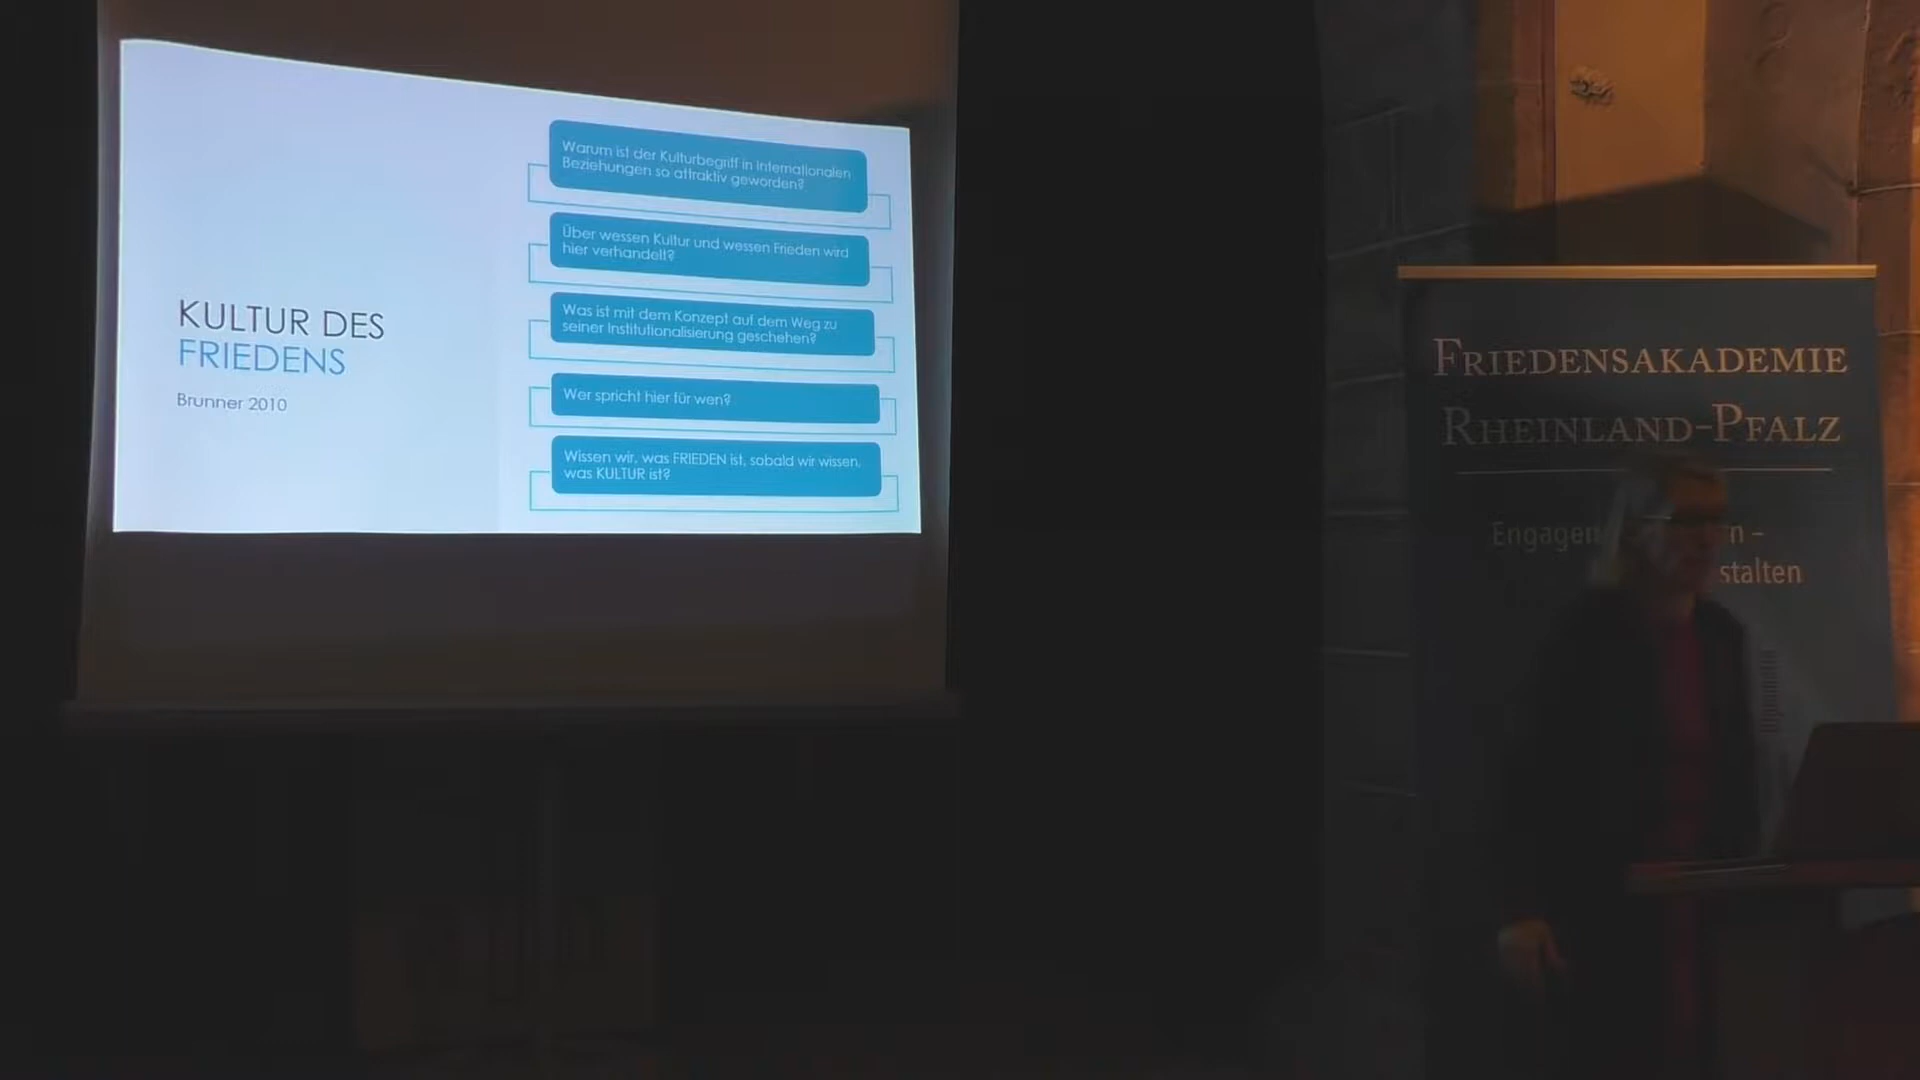 KULTUR DES
FRIEDENS
Brunner 2010
Warum ist der Kulturbegriff in Internationalen
Beziehungen so attraktiv geworden?
Über wessen Kultur und wessen Frieden wird
hier verhandelt?
Was ist mit dem Konzept auf dem Weg zu
seiner Institutionalisierung geschehen?
Wer spricht hier für wen?
Wissen wir, was FRIEDEN ist, sobald wir wissen,
was KULTUR ist?
FRIEDENSAKADEMIE
RHEINLAND-PFALZ
Engagen n –
stalten